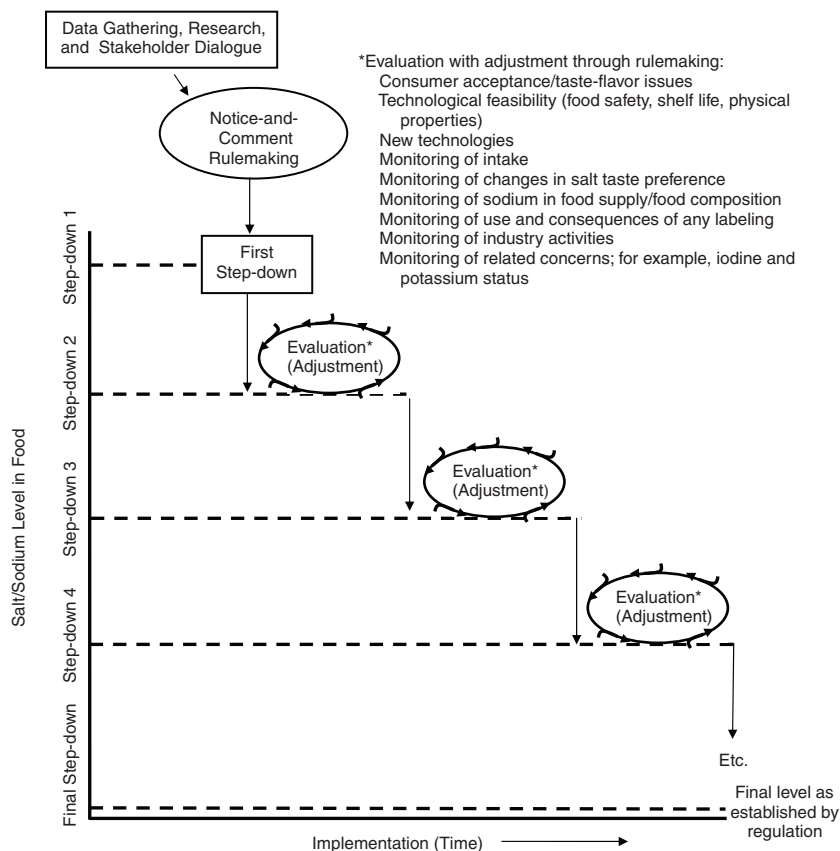 Data Gathering, Research,
and Stakeholder Dialogue
Notice-and-
Comment
Rulemaking
*Evaluation with adjustment through rulemaking:
Consumer acceptance/taste-flavor issues
Technological feasibility (food safety, shelf life, physical
properties)
New technologies
Monitoring of intake
Monitoring of changes in salt taste preference
Monitoring of sodium in food supply/food composition
Monitoring of use and consequences of any labeling
Monitoring of industry activities
Monitoring of related concerns; for example, iodine and
potassium status
First
Step-down
Evaluation*
(Adjustment)
Evaluation*
(Adjustment)
Evaluation*
(Adjustment)
Etc.
Final level as
established by
regulation
Salt/Sodium Level in Food
Step-down 1
Step-down 2
Step-down 3
Step-down 4
Final Step-down
Implementation (Time)